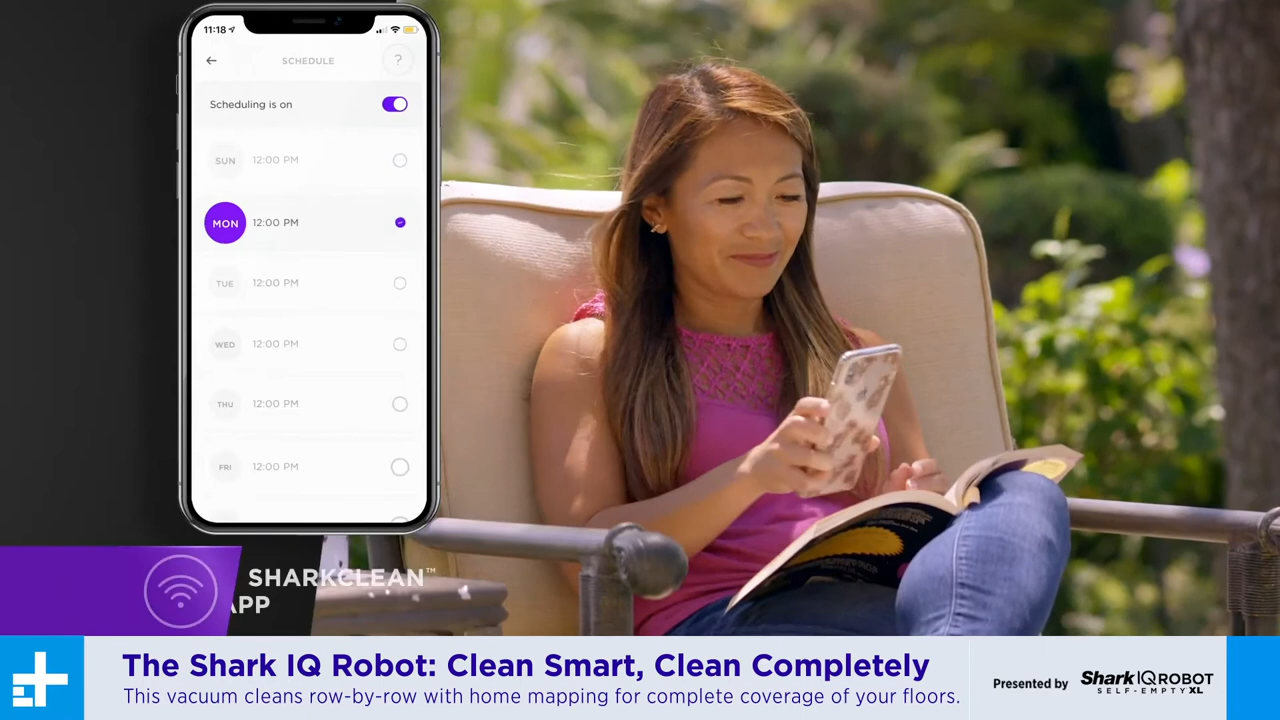 11:18
SCHEDULE
?
Scheduling is on
SUN 12:00 PM
MON 12:00 PM
TUE 12:00 PM
WED 12:00 PM
THU 12:00 PM
FRI 12:00 PM
SHARKCLEAN™
APP
The Shark IQ Robot: Clean Smart, Clean Completely
This vacuum cleans row-by-row with home mapping for complete coverage of your floors.
Presented by
Shark IQ ROBOT
SELF-EMPTY XL